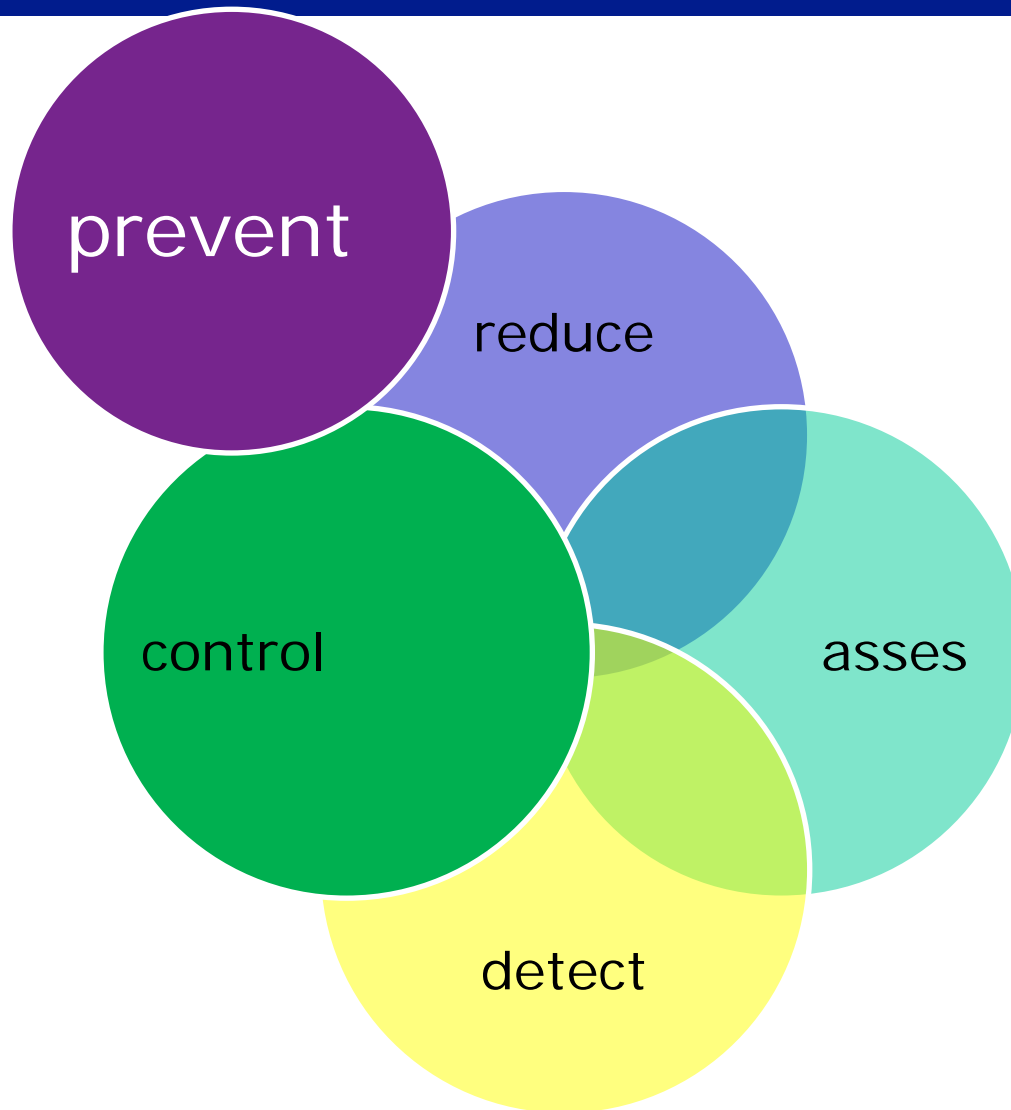 prevent
reduce
control
asses
detect